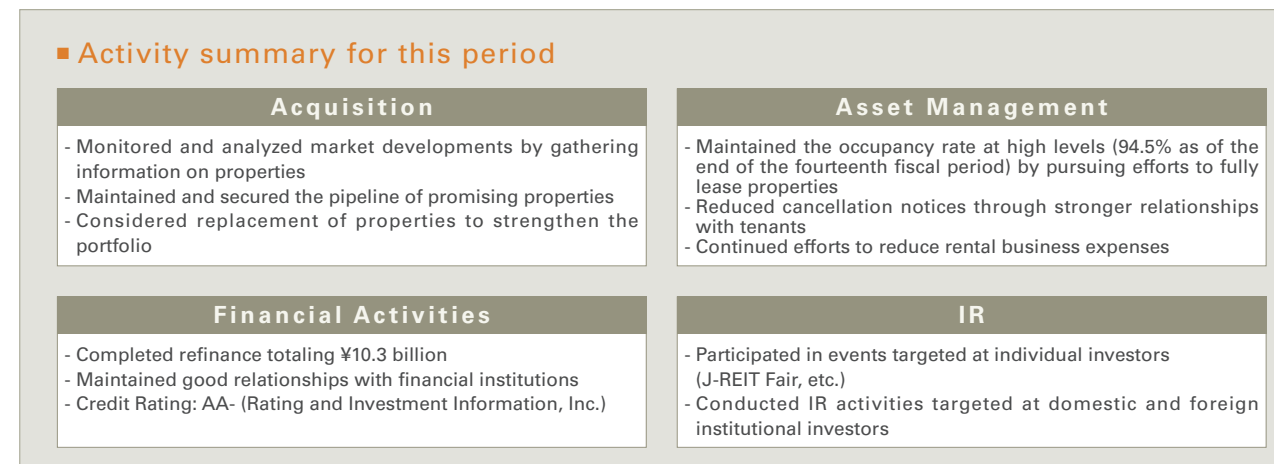 ■ Activity summary for this period
Acquisition
- Monitored and analyzed market developments by gathering
information on properties
- Maintained and secured the pipeline of promising properties
- Considered replacement of properties to strengthen the
portfolio
Asset Management
- Maintained the occupancy rate at high levels (94.5% as of the
end of the fourteenth fiscal period) by pursuing efforts to fully
lease properties
- Reduced cancellation notices through stronger relationships
with tenants
- Continued efforts to reduce rental business expenses
Financial Activities
- Completed refinance totaling ¥10.3 billion
- Maintained good relationships with financial institutions
- Credit Rating: AA- (Rating and Investment Information, Inc.)
IR
- Participated in events targeted at individual investors
(J-REIT Fair, etc.)
- Conducted IR activities targeted at domestic and foreign
institutional investors